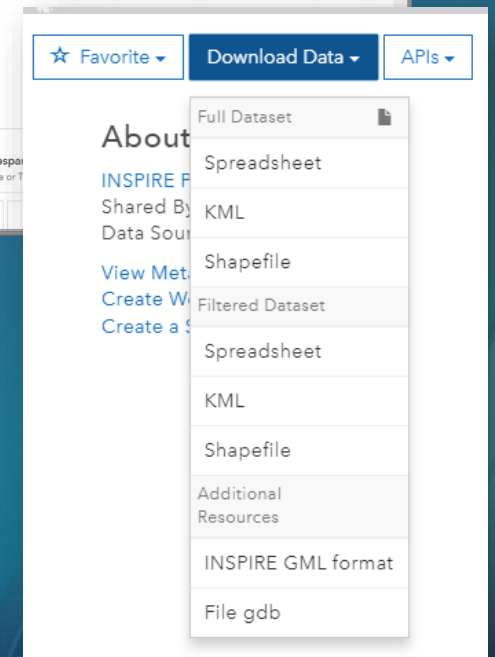 Favorite
Download Data
APIs
Full Dataset
Spreadsheet
KML
Shapefile
Filtered Dataset
Spreadsheet
KML
Shapefile
Additional
Resources
INSPIRE GML format
File gdb
About
INSPIRE P
Shared By
Data Sour
View Meta
Create W
Create a S